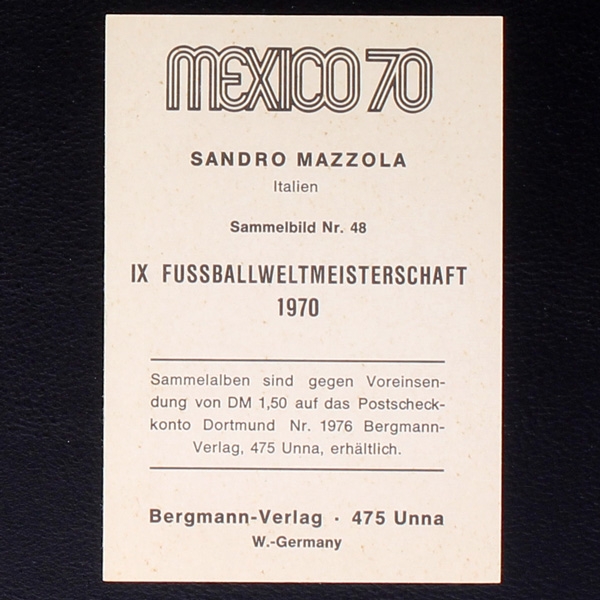 MEXICO 70
SANDRO MAZZOLA
Italien
Sammelbild Nr. 48
IX FUSSBALLWELTMEISTERSCHAFT
1970
Sammelalben sind gegen Voreinsen-
dung von DM 1,50 auf das Postscheck-
konto Dortmund Nr. 1976 Bergmann-
Verlag, 475 Unna, erhältlich.
Bergmann-Verlag · 475 Unna
W.-Germany